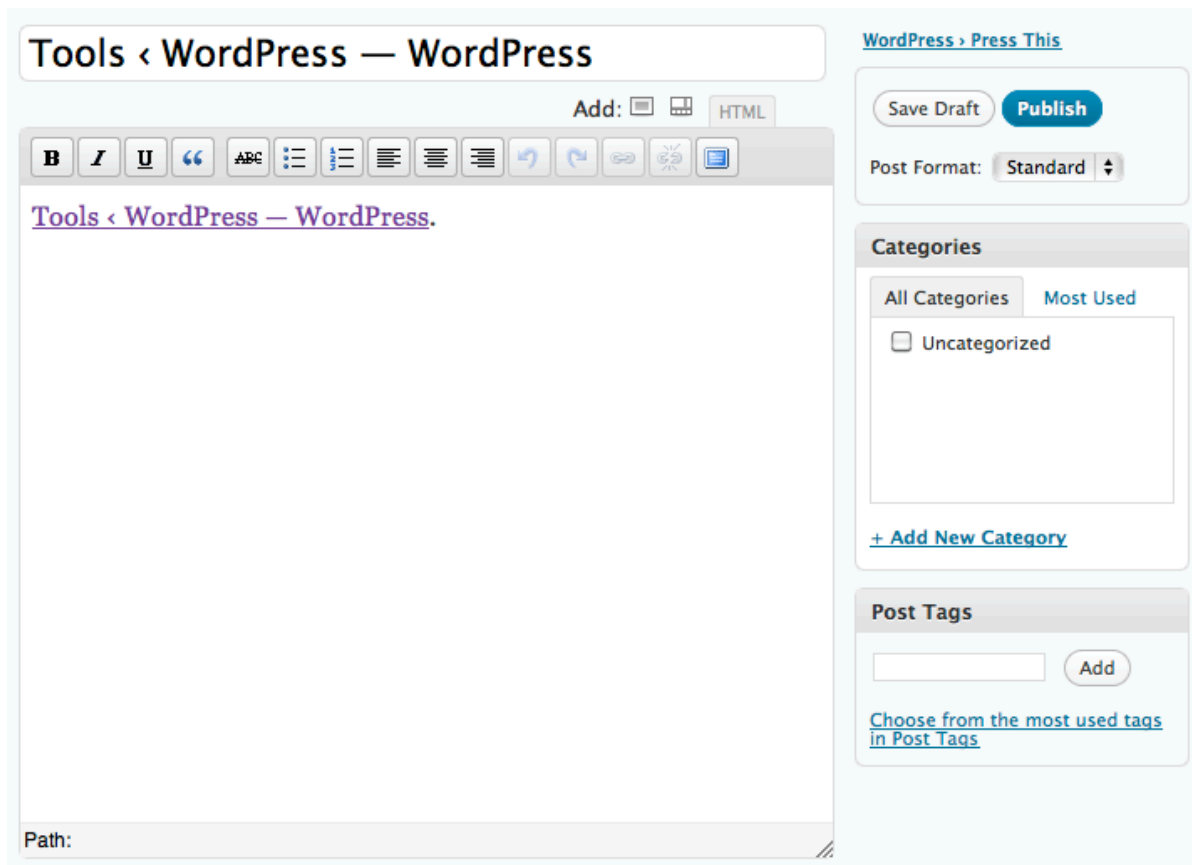 Tools ‹ WordPress — WordPress
Add:
HTML
B I U ABC
Tools ‹ WordPress — WordPress.
Path:
WordPress › Press This
Save Draft Publish
Post Format: Standard
Categories
All Categories Most Used
Uncategorized
+ Add New Category
Post Tags
Add
Choose from the most used tags
in Post Tags